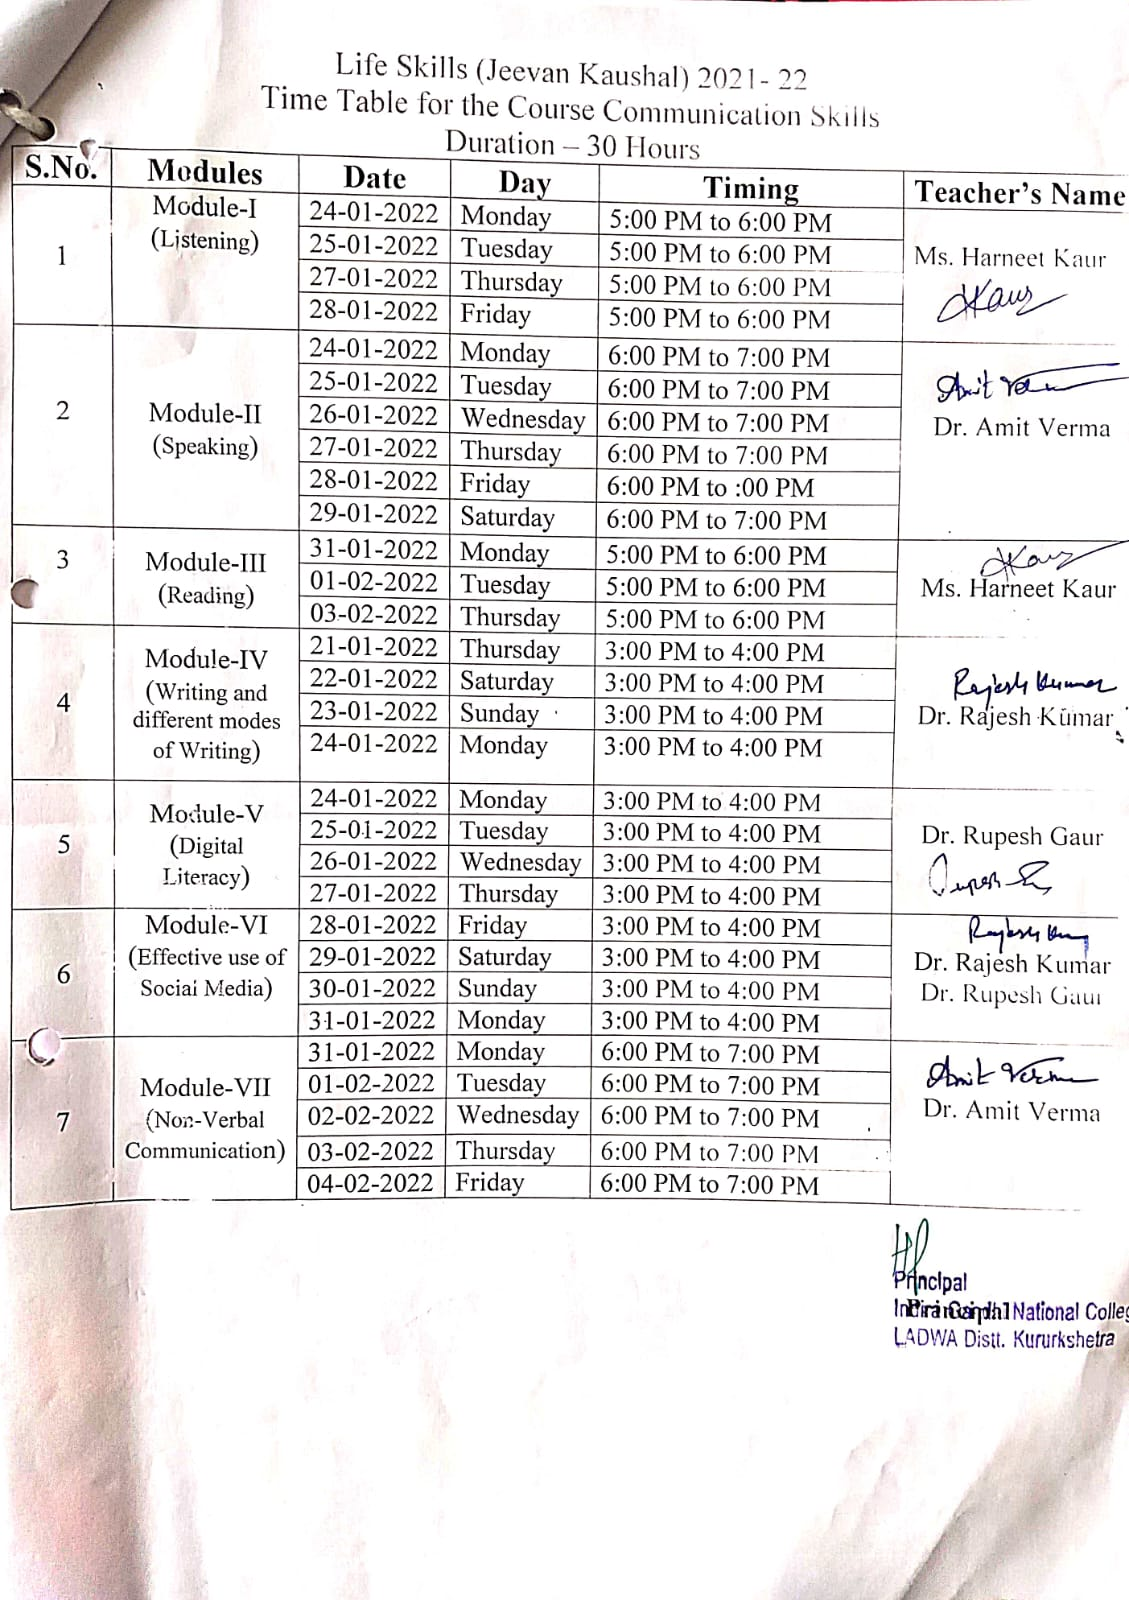 Life Skills (Jeevan Kaushal) 2021- 22
Time Table for the Course Communication Skills
Duration – 30 Hours
S.No. Modules Date Day Timing Teacher's Name
1 Module-I (Listening) 24-01-2022 Monday 5:00 PM to 6:00 PM Ms. Harneet Kaur
25-01-2022 Tuesday 5:00 PM to 6:00 PM
27-01-2022 Thursday 5:00 PM to 6:00 PM
28-01-2022 Friday 5:00 PM to 6:00 PM
HKaur
2 Module-II (Speaking) 24-01-2022 Monday 6:00 PM to 7:00 PM
25-01-2022 Tuesday 6:00 PM to 7:00 PM Amit Verma
26-01-2022 Wednesday 6:00 PM to 7:00 PM Dr. Amit Verma
27-01-2022 Thursday 6:00 PM to 7:00 PM
28-01-2022 Friday 6:00 PM to :00 PM
29-01-2022 Saturday 6:00 PM to 7:00 PM
3 Module-III (Reading) 31-01-2022 Monday 5:00 PM to 6:00 PM HKaur
01-02-2022 Tuesday 5:00 PM to 6:00 PM Ms. Harneet Kaur
03-02-2022 Thursday 5:00 PM to 6:00 PM
4 Module-IV (Writing and different modes of Writing) 21-01-2022 Thursday 3:00 PM to 4:00 PM
22-01-2022 Saturday 3:00 PM to 4:00 PM Rajesh Kumar
23-01-2022 Sunday 3:00 PM to 4:00 PM Dr. Rajesh Kumar
24-01-2022 Monday 3:00 PM to 4:00 PM
5 Module-V (Digital Literacy) 24-01-2022 Monday 3:00 PM to 4:00 PM
25-01-2022 Tuesday 3:00 PM to 4:00 PM Dr. Rupesh Gaur
26-01-2022 Wednesday 3:00 PM to 4:00 PM
27-01-2022 Thursday 3:00 PM to 4:00 PM
6 Module-VI (Effective use of Social Media) 28-01-2022 Friday 3:00 PM to 4:00 PM
29-01-2022 Saturday 3:00 PM to 4:00 PM Dr. Rajesh Kumar
30-01-2022 Sunday 3:00 PM to 4:00 PM Dr. Rupesh Gaur
31-01-2022 Monday 3:00 PM to 4:00 PM
7 Module-VII (Non-Verbal Communication) 31-01-2022 Monday 6:00 PM to 7:00 PM
01-02-2022 Tuesday 6:00 PM to 7:00 PM Amit Verma
02-02-2022 Wednesday 6:00 PM to 7:00 PM Dr. Amit Verma
03-02-2022 Thursday 6:00 PM to 7:00 PM
04-02-2022 Friday 6:00 PM to 7:00 PM
Principal
Indira Gandhi National Colleg
LADWA Distt. Kururkshetra